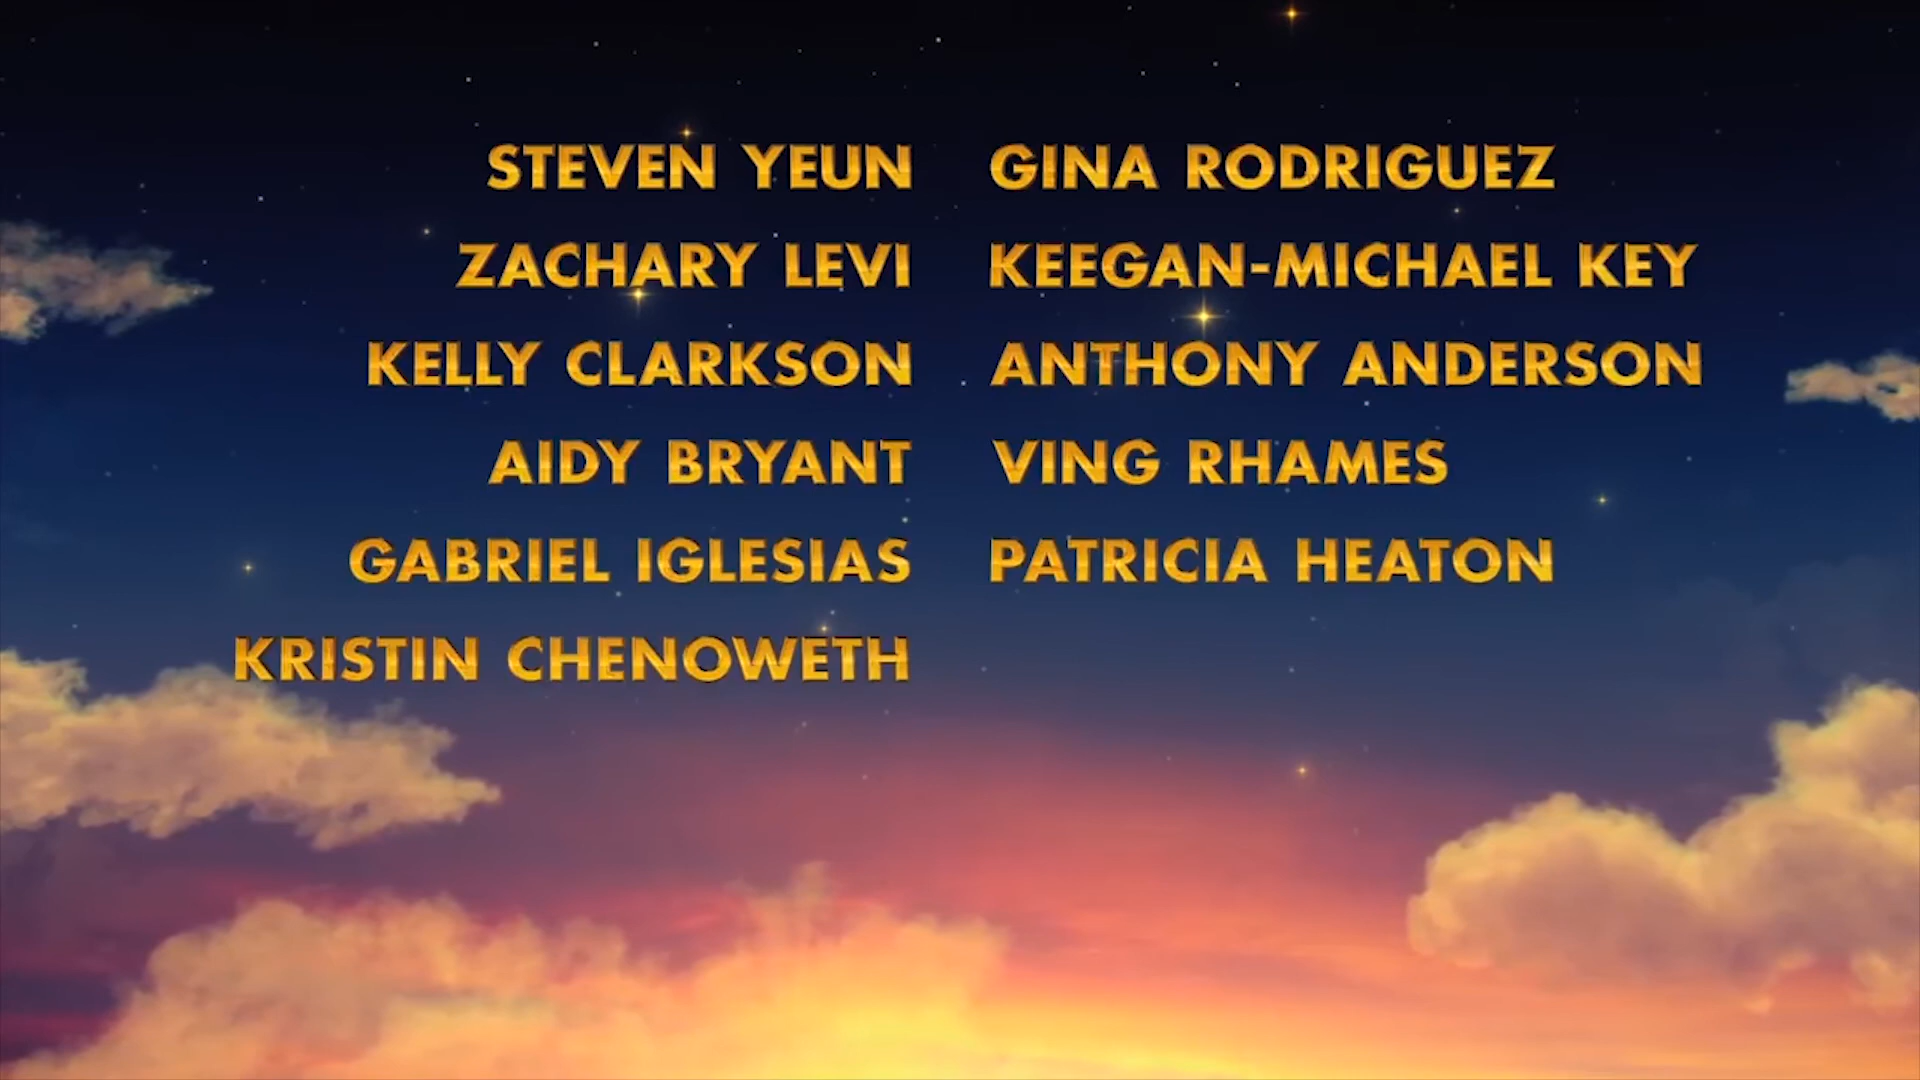 STEVEN YEUN GINA RODRIGUEZ
ZACHARY LEVI KEEGAN-MICHAEL KEY
KELLY CLARKSON ANTHONY ANDERSON
AIDY BRYANT VING RHAMES
GABRIEL IGLESIAS PATRICIA HEATON
KRISTIN CHENOWETH